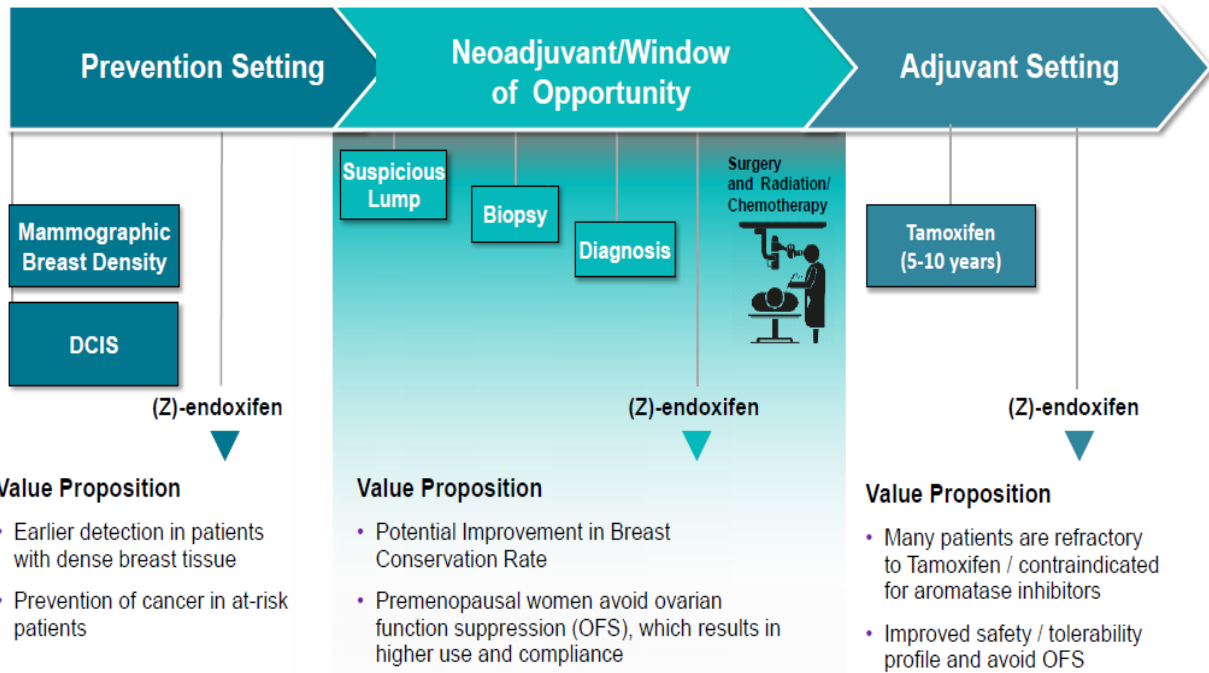 Prevention Setting
Neoadjuvant/Window
of Opportunity
Adjuvant Setting
Mammographic
Breast Density
DCIS
Suspicious
Lump
Biopsy
Diagnosis
Surgery
and Radiation/
Chemotherapy
Tamoxifen
(5-10 years)
(Z)-endoxifen
(Z)-endoxifen
(Z)-endoxifen
Value Proposition
• Earlier detection in patients
with dense breast tissue
• Prevention of cancer in at-risk
patients
Value Proposition
• Potential Improvement in Breast
Conservation Rate
• Premenopausal women avoid ovarian
function suppression (OFS), which results in
higher use and compliance
Value Proposition
• Many patients are refractory
to Tamoxifen / contraindicated
for aromatase inhibitors
• Improved safety / tolerability
profile and avoid OFS